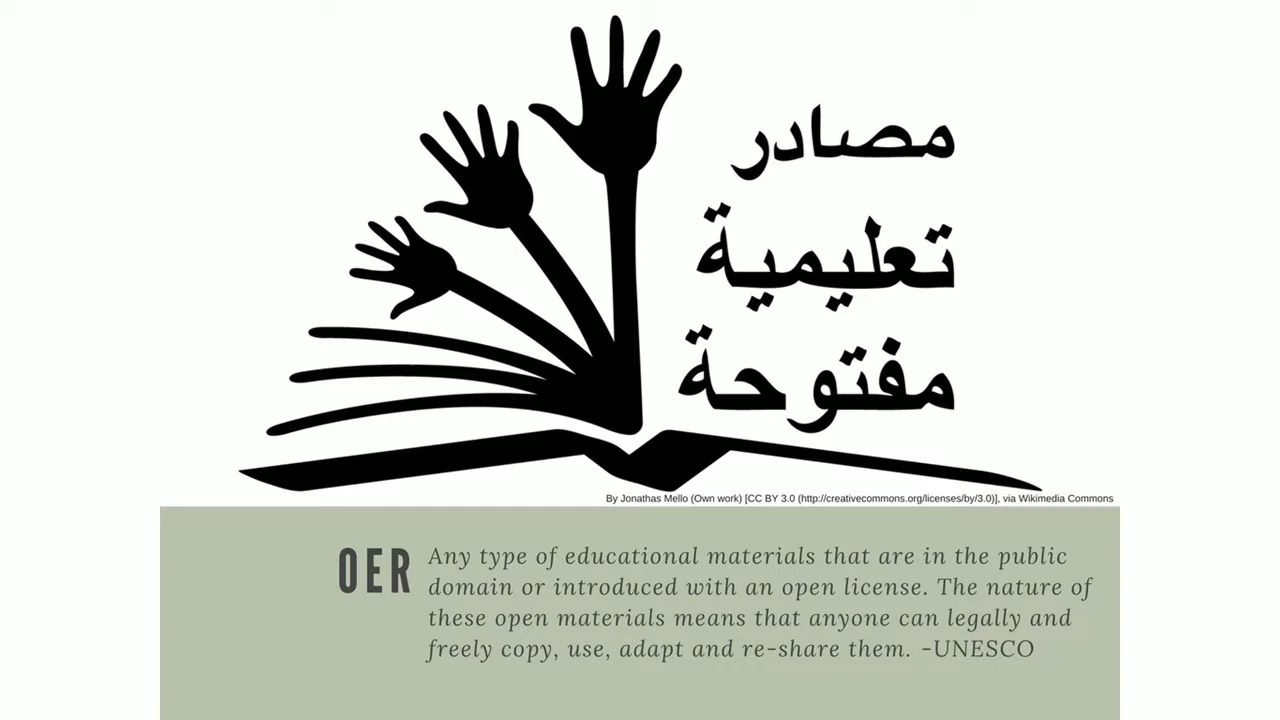 مصادر
تعليمية
مفتوحة
By Jonathas Mello (Own work) [CC BY 3.0 (http://creativecommons.org/licenses/by/3.0)], via Wikimedia Commons
OER
Any type of educational materials that are in the public
domain or introduced with an open license. The nature of
these open materials means that anyone can legally and
freely copy, use, adapt and re-share them. -UNESCO